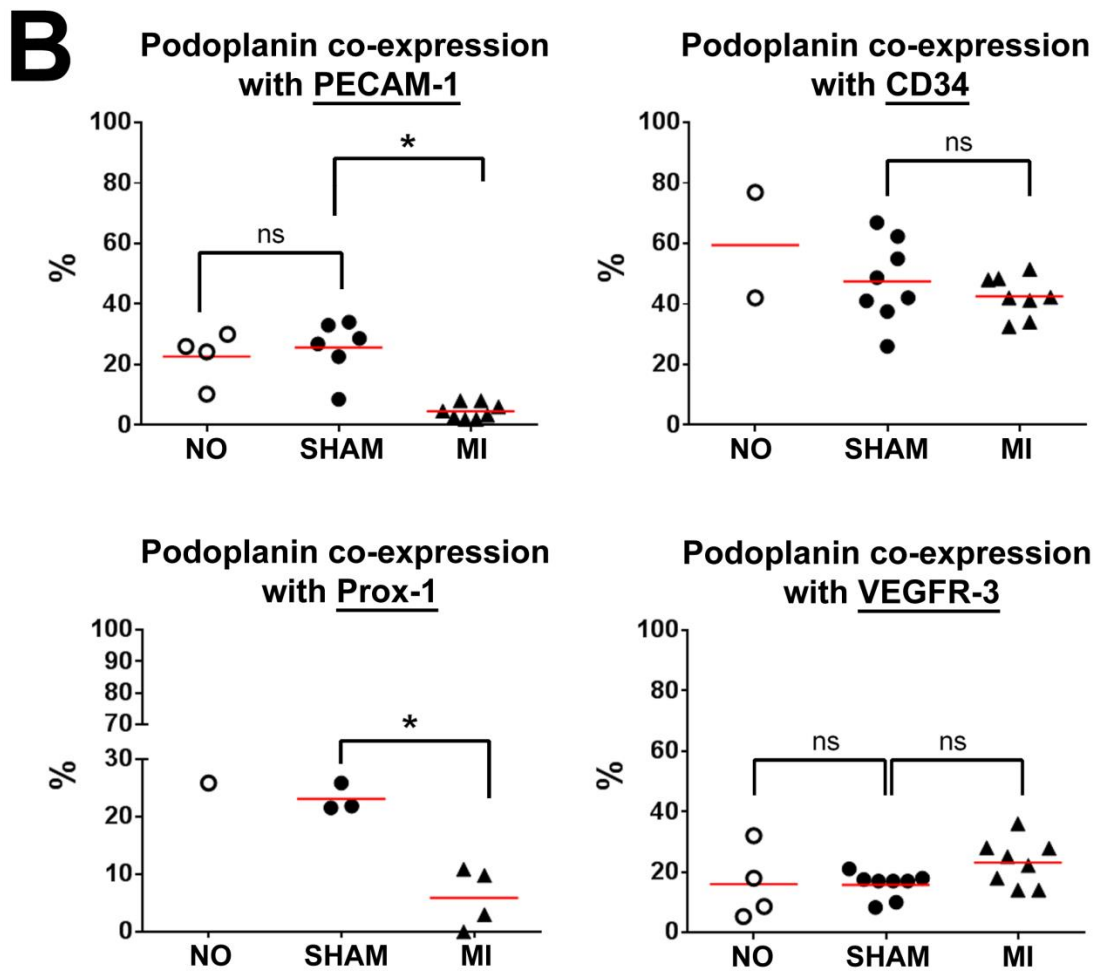 B
Podoplanin co-expression
with PECAM-1
100
80
60
40
20
0
%
ns
*
NO SHAM MI
Podoplanin co-expression
with CD34
100
80
60
40
20
0
%
ns
NO SHAM MI
Podoplanin co-expression
with Prox-1
100
90
80
70
30
20
10
0
%
*
NO SHAM MI
Podoplanin co-expression
with VEGFR-3
100
80
60
40
20
0
%
ns ns
NO SHAM MI